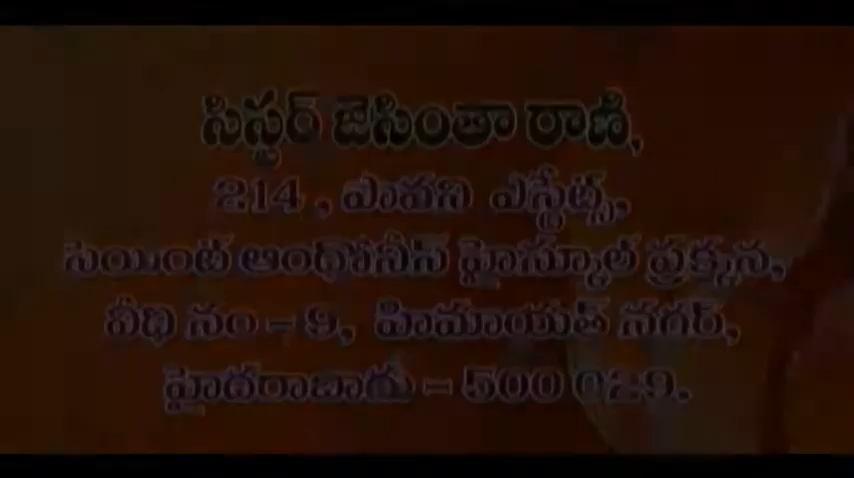 సిస్టర్ జెసింతా రాణి,
214 , పావని ఎస్టేట్స్,
సెయింట్ ఆంథోనీస్ హైస్కూల్ ప్రక్కన,
వీధి నం - 9, హిమాయత్ నగర్,
హైదరాబాదు - 500 029.